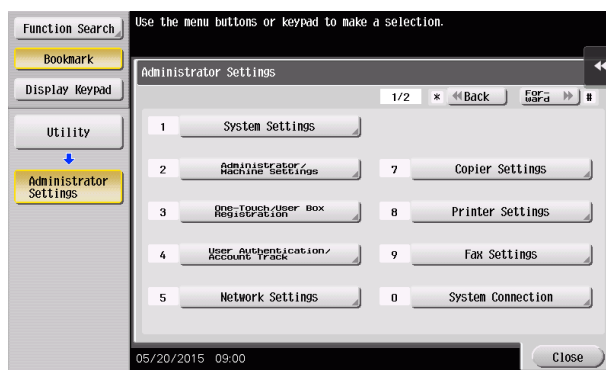 Function Search
Bookmark
Display Keypad
Utility
Administrator
Settings
Use the menu buttons or keypad to make a selection.
Administrator Settings
1/2 * Back For-
ward #
1 System Settings
2 Administrator/
Machine Settings
7 Copier Settings
3 One-Touch/User Box
Registration
8 Printer Settings
4 User Authentication/
Account Track
9 Fax Settings
5 Network Settings
0 System Connection
05/20/2015 09:00
Close